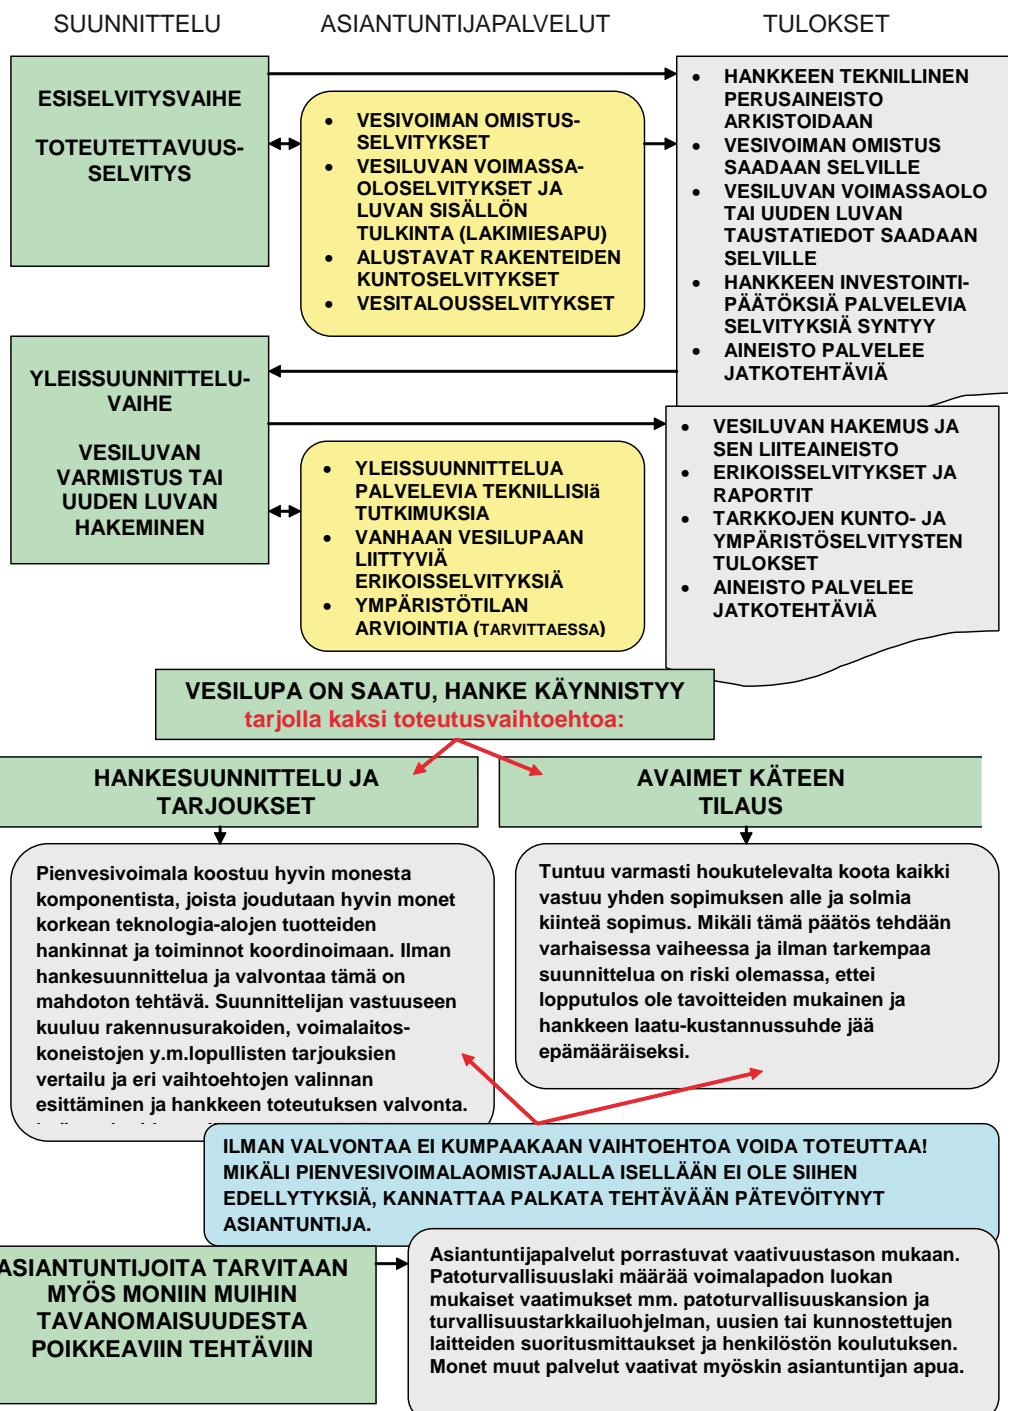 SUUNNITTELU
ASIANTUNTIJAPALVELUT
TULOKSET
ESISELVITYSVAIHE
TOTEUTETTAVUUS-
SELVITYS
• VESIVOIMAN OMISTUS-
SELVITYKSET
• VESILUVAN VOIMASSA-
OLOSELVITYKSET JA
LUVAN SISÄLLÖN
TULKINTA (LAKIMIESAPU)
• ALUSTAVAT RAKENTEIDEN
KUNTOSELVITYKSET
• VESITALOUSSELVITYKSET
• HANKKEEN TEKNILLINEN
PERUSAINEISTO
ARKISTOIDAAN
• VESIVOIMAN OMISTUS
SAADAAN SELVILLE
• VESILUVAN VOIMASSAOLO
TAI UUDEN LUVAN
TAUSTATIEDOT SAADAAN
SELVILLE
• HANKKEEN INVESTOINTI-
PÄÄTÖKSIÄ PALVELEVIA
SELVITYKSIÄ SYNTYY
• AINEISTO PALVELEE
JATKOTEHTÄVIÄ
YLEISSUUNNITTELU-
VAIHE
VESILUVAN
VARMISTUS TAI
UUDEN LUVAN
HAKEMINEN
• YLEISSUUNNITTELUA
PALVELEVIA TEKNILLISIä
TUTKIMUKSIA
• VANHAAN VESILUPAAN
LIITTYVIÄ
ERIKOISSELVITYKSIÄ
• YMPÄRISTÖTILAN
ARVIOINTIA (TARVITTAESSA)
• VESILUVAN HAKEMUS JA
SEN LIITEAINEISTO
• ERIKOISSELVITYKSET JA
RAPORTIT
• TARKKOJEN KUNTO- JA
YMPÄRISTÖSELVITYSTEN
TULOKSET
• AINEISTO PALVELEE
JATKOTEHTÄVIÄ
VESILUPA ON SAATU, HANKE KÄYNNISTYY
tarjolla kaksi toteutusvaihtoehtoa:
HANKESUUNNITTELU JA
TARJOUKSET
AVAIMET KÄTEEN
TILAUS
Pienvesivoimala koostuu hyvin monesta
komponentista, joista joudutaan hyvin monet
korkean teknologia-alojen tuotteiden
hankinnat ja toiminnot koordinoimaan. Ilman
hankesuunnittelua ja valvontaa tämä on
mahdoton tehtävä. Suunnittelijan vastuuseen
kuuluu rakennusurakoiden, voimalaitos-
koneistojen y.m.lopullisten tarjouksien
vertailu ja eri vaihtoehtojen valinnan
esittäminen ja hankkeen toteutuksen valvonta.
Tuntuu varmasti houkutelevalta koota kaikki
vastuu yhden sopimuksen alle ja solmia
kiinteä sopimus. Mikäli tämä päätös tehdään
varhaisessa vaiheessa ja ilman tarkempaa
suunnittelua on riski olemassa, ettei
lopputulos ole tavoitteiden mukainen ja
hankkeen laatu-kustannussuhde jää
epämääräiseksi.
ILMAN VALVONTAA EI KUMPAAKAAN VAIHTOEHTOA VOIDA TOTEUTTAA!
MIKÄLI PIENVESIVOIMALAOMISTAJALLA ISELLÄÄN EI OLE SIIHEN
EDELLYTYKSIÄ, KANNATTAA PALKATA TEHTÄVÄÄN PÄTEVÖITYNYT
ASIANTUNTIJA.
ASIANTUNTIJOITA TARVITAAN
MYÖS MONIIN MUIHIN
TAVANOMAISUUDESTA
POIKKEAVIIN TEHTÄVIIN
Asiantuntijapalvelut porrastuvat vaativuustason mukaan.
Patoturvallisuuslaki määrää voimalapadon luokan
mukaiset vaatimukset mm. patoturvallisuuskansion ja
turvallisuustarkkailuohjelman, uusien tai kunnostettujen
laitteiden suoritusmittaukset ja henkilöstön koulutuksen.
Monet muut palvelut vaativat myöskin asiantuntijan apua.